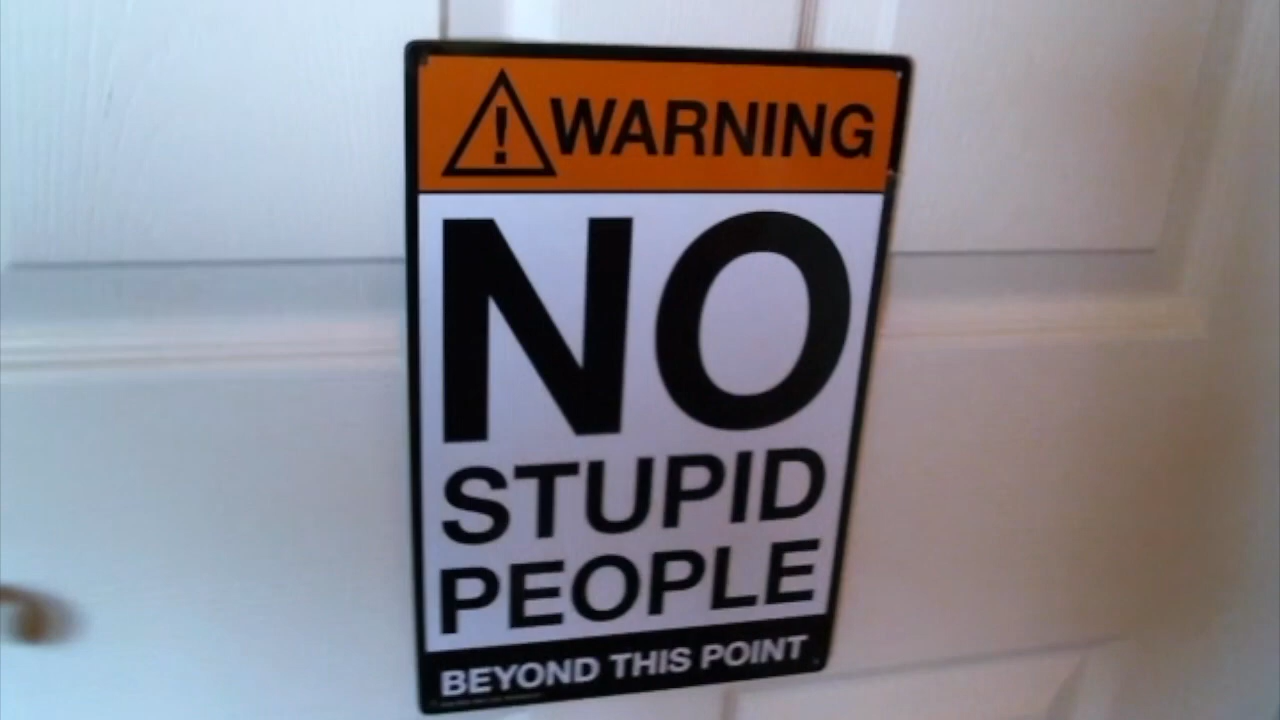 WARNING
NO
STUPID
PEOPLE
BEYOND THIS POINT